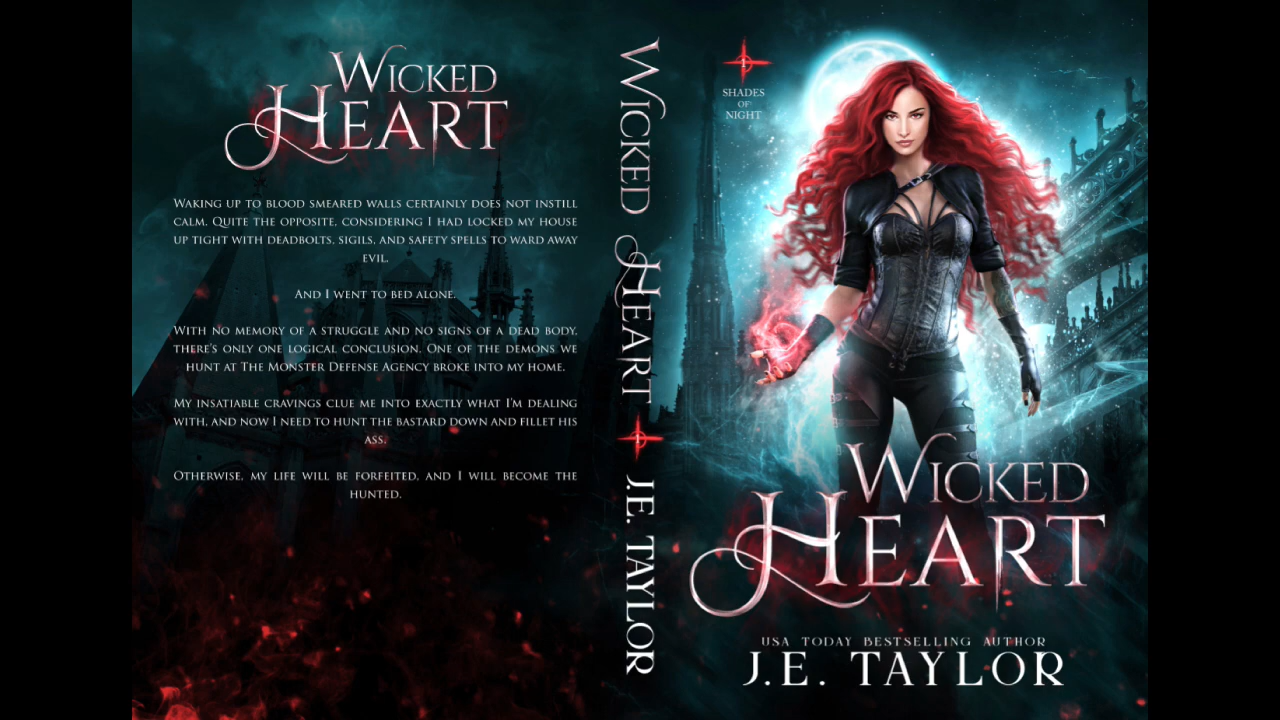 WICKED
HEART
WAKING UP TO BLOOD SMEARED WALLS CERTAINLY DOES NOT INSTILL
CALM. QUITE THE OPPOSITE, CONSIDERING I HAD LOCKED MY HOUSE
UP TIGHT WITH DEADBOLTS, SIGILS, AND SAFETY SPELLS TO WARD AWAY
EVIL.
AND I WENT TO BED ALONE.
WITH NO MEMORY OF A STRUGGLE AND NO SIGNS OF A DEAD BODY,
THERE'S ONLY ONE LOGICAL CONCLUSION. ONE OF THE DEMONS WE
HUNT AT THE MONSTER DEFENSE AGENCY BROKE INTO MY HOME.
MY INSATIABLE CRAVINGS CLUE ME INTO EXACTLY WHAT I'M DEALING
WITH, AND NOW I NEED TO HUNT THE BASTARD DOWN AND FILLET HIS
ASS.
OTHERWISE, MY LIFE WILL BE FORFEITED, AND I WILL BECOME THE
HUNTED.
WICKED HEART 1 J.E. TAYLOR
1
SHADES
OF
NIGHT
WICKED
HEART
USA TODAY BESTSELLING AUTHOR
J.E. TAYLOR